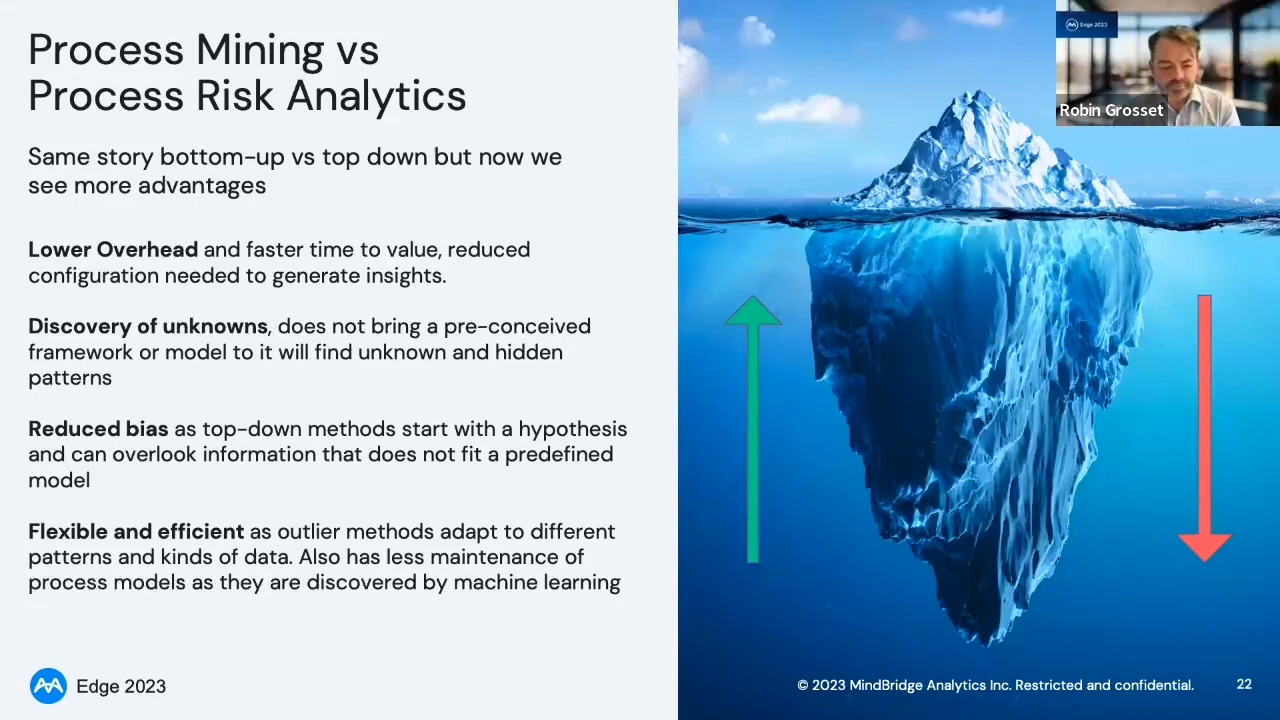 Process Mining vs
Process Risk Analytics
Same story bottom-up vs top down but now we
see more advantages
Lower Overhead and faster time to value, reduced
configuration needed to generate insights.
Discovery of unknowns, does not bring a pre-conceived
framework or model to it will find unknown and hidden
patterns
Reduced bias as top-down methods start with a hypothesis
and can overlook information that does not fit a predefined
model
Flexible and efficient as outlier methods adapt to different
patterns and kinds of data. Also has less maintenance of
process models as they are discovered by machine learning
Edge 2023
Edge 2023
Robin Grosset
© 2023 MindBridge Analytics Inc. Restricted and confidential.
22